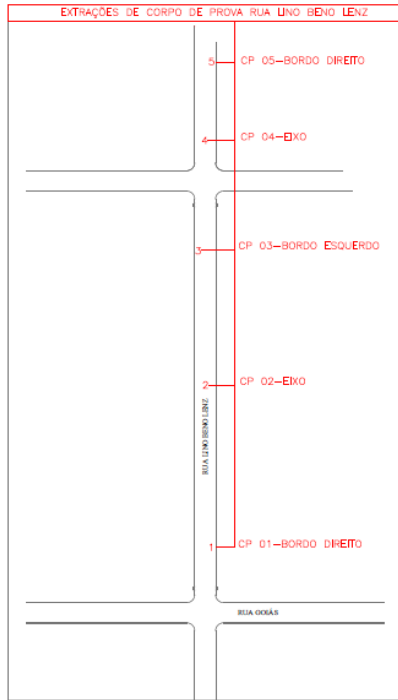 EXTRAÇÕES DE CORPO DE PROVA RUA LINO BENO LENZ
5 CP 05-BORDO DIREITO
4 CP 04-EIXO
3 CP 03-BORDO ESQUERDO
2 CP 02-EIXO
RUA LINO BENO LENZ
1 CP 01-BORDO DIREITO
RUA GOIÁS